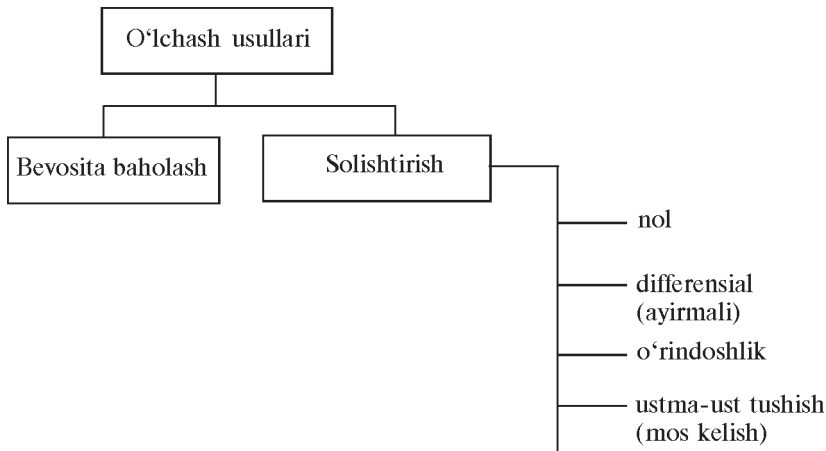 O‘lchash usullari
Bevosita baholash
Solishtirish
nol
differensial
(ayirmali)
o‘rindoshlik
ustma-ust tushish
(mos kelish)